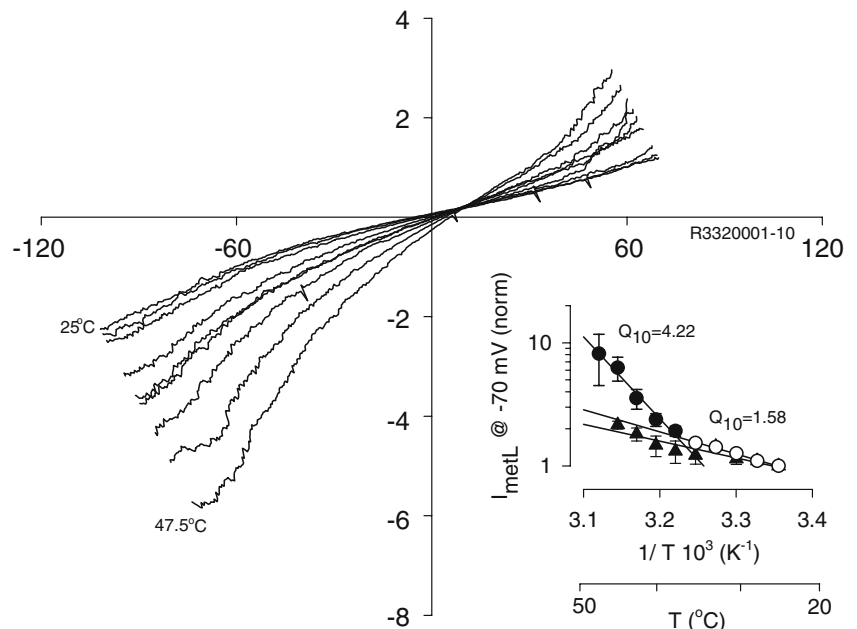 4
2
-120
-60
60
120
R3320001-10
25°C
-2
-4
-6
-8
47.5°C
I_metL @ -70 mV (norm)
10
1
Q10=4.22
Q10=1.58
3.1 3.2 3.3 3.4
1/ T 10³ (K⁻¹)
50 20
T (°C)